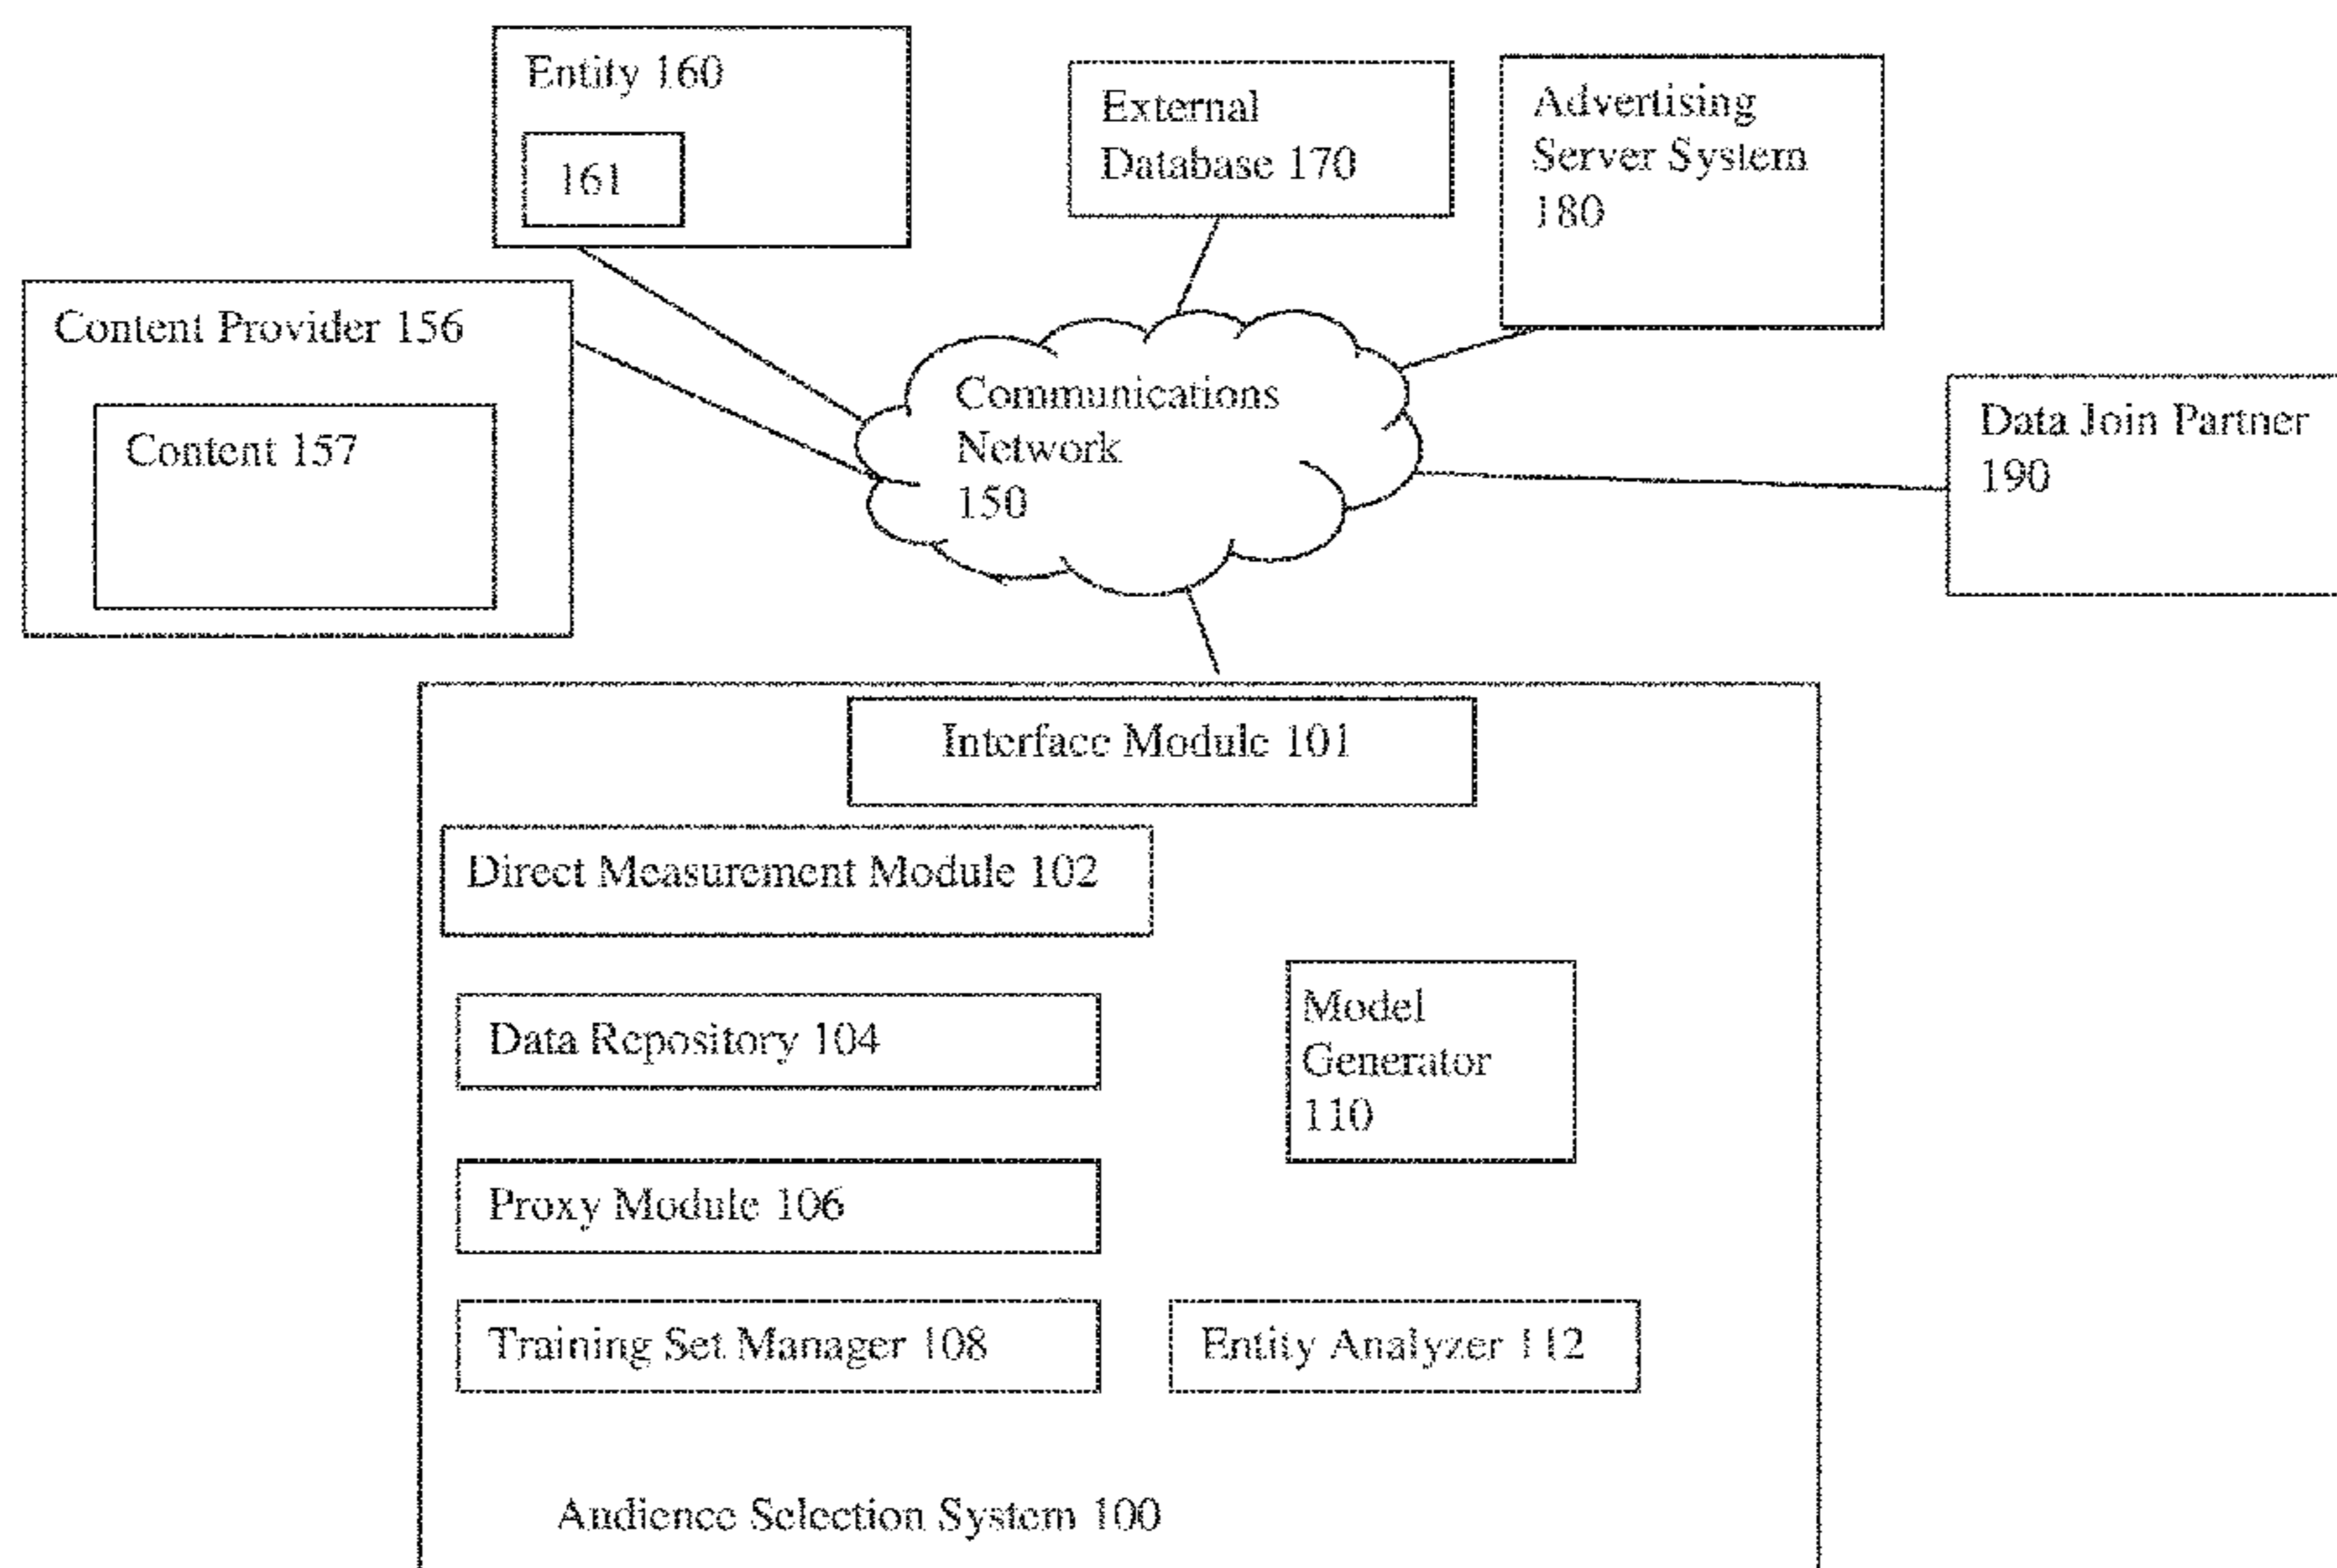 Entity 160
161
External
Database 170
Advertising
Server System
180
Content Provider 156
Content 157
Communications
Network
150
Data Join Partner
190
Interface Module 101
Direct Measurement Module 102
Data Repository 104
Model
Generator
110
Proxy Module 106
Training Set Manager 108
Entity Analyzer 112
Audience Selection System 100